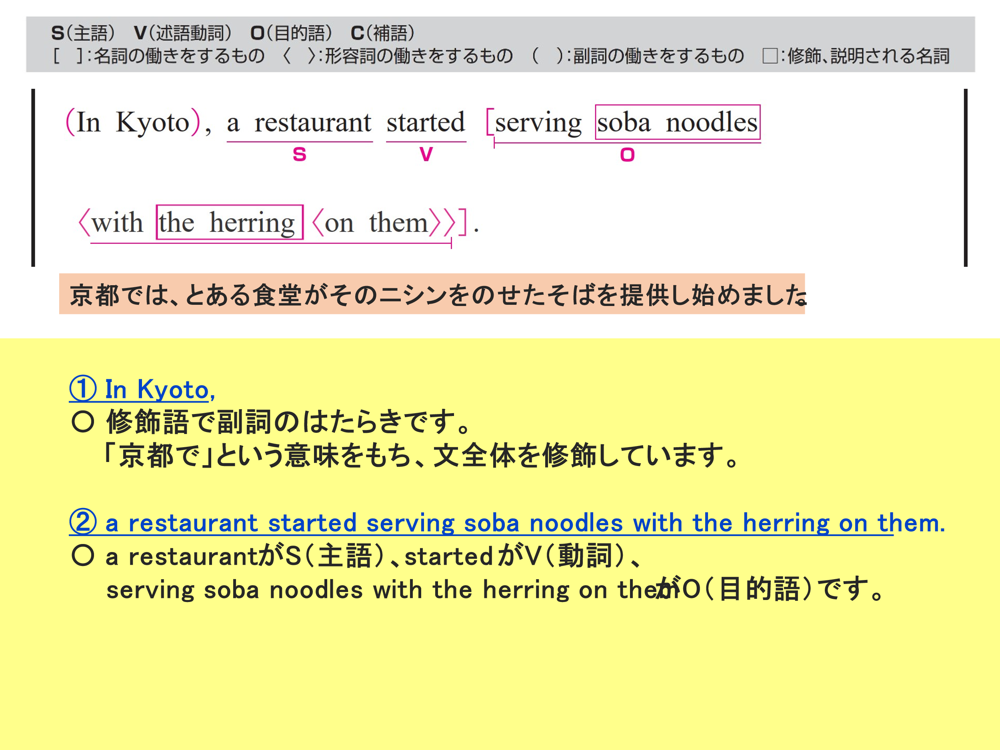 S（主語）　V（述語動詞）　O（目的語）　C（補語）
［　］：名詞の働きをするもの　〈　〉：形容詞の働きをするもの　（　）：副詞の働きをするもの　□：修飾、説明される名詞
(In Kyoto), a restaurant started [serving soba noodles
S V O
〈with the herring 〈on them〉〉].
京都では、とある食堂がそのニシンをのせたそばを提供し始めました。
① In Kyoto,
○ 修飾語で副詞のはたらきです。
「京都で」という意味をもち、文全体を修飾しています。
② a restaurant started serving soba noodles with the herring on them.
○ a restaurantがS（主語）、startedがV（動詞）、
serving soba noodles with the herring on themがO（目的語）です。